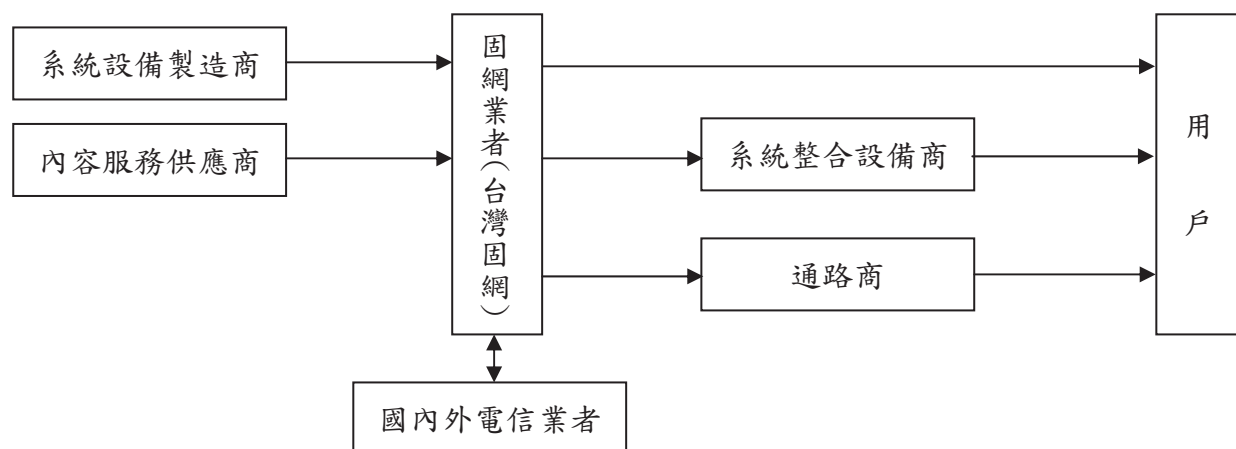 系統設備製造商
內容服務供應商
固網業者(台灣固網)
系統整合設備商
通路商
用戶
國內外電信業者